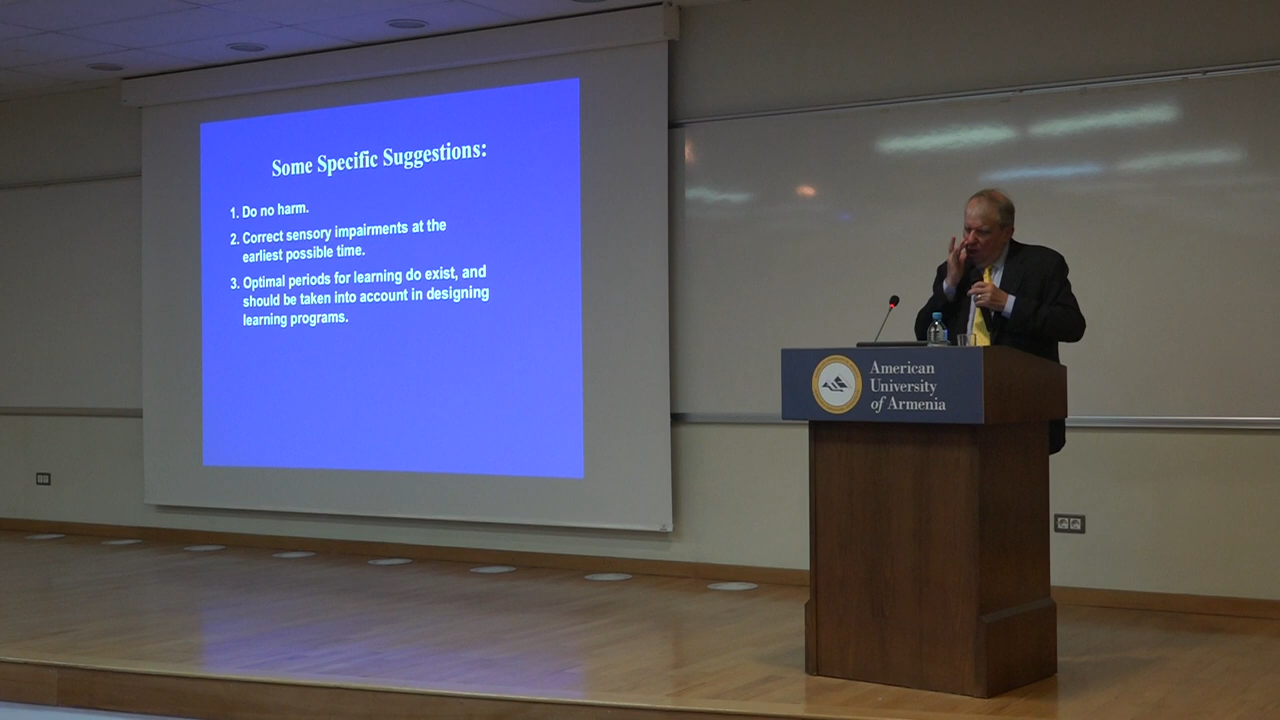 Some Specific Suggestions:
1. Do no harm.
2. Correct sensory impairments at the
earliest possible time.
3. Optimal periods for learning do exist, and
should be taken into account in designing
learning programs.
American
University
of Armenia